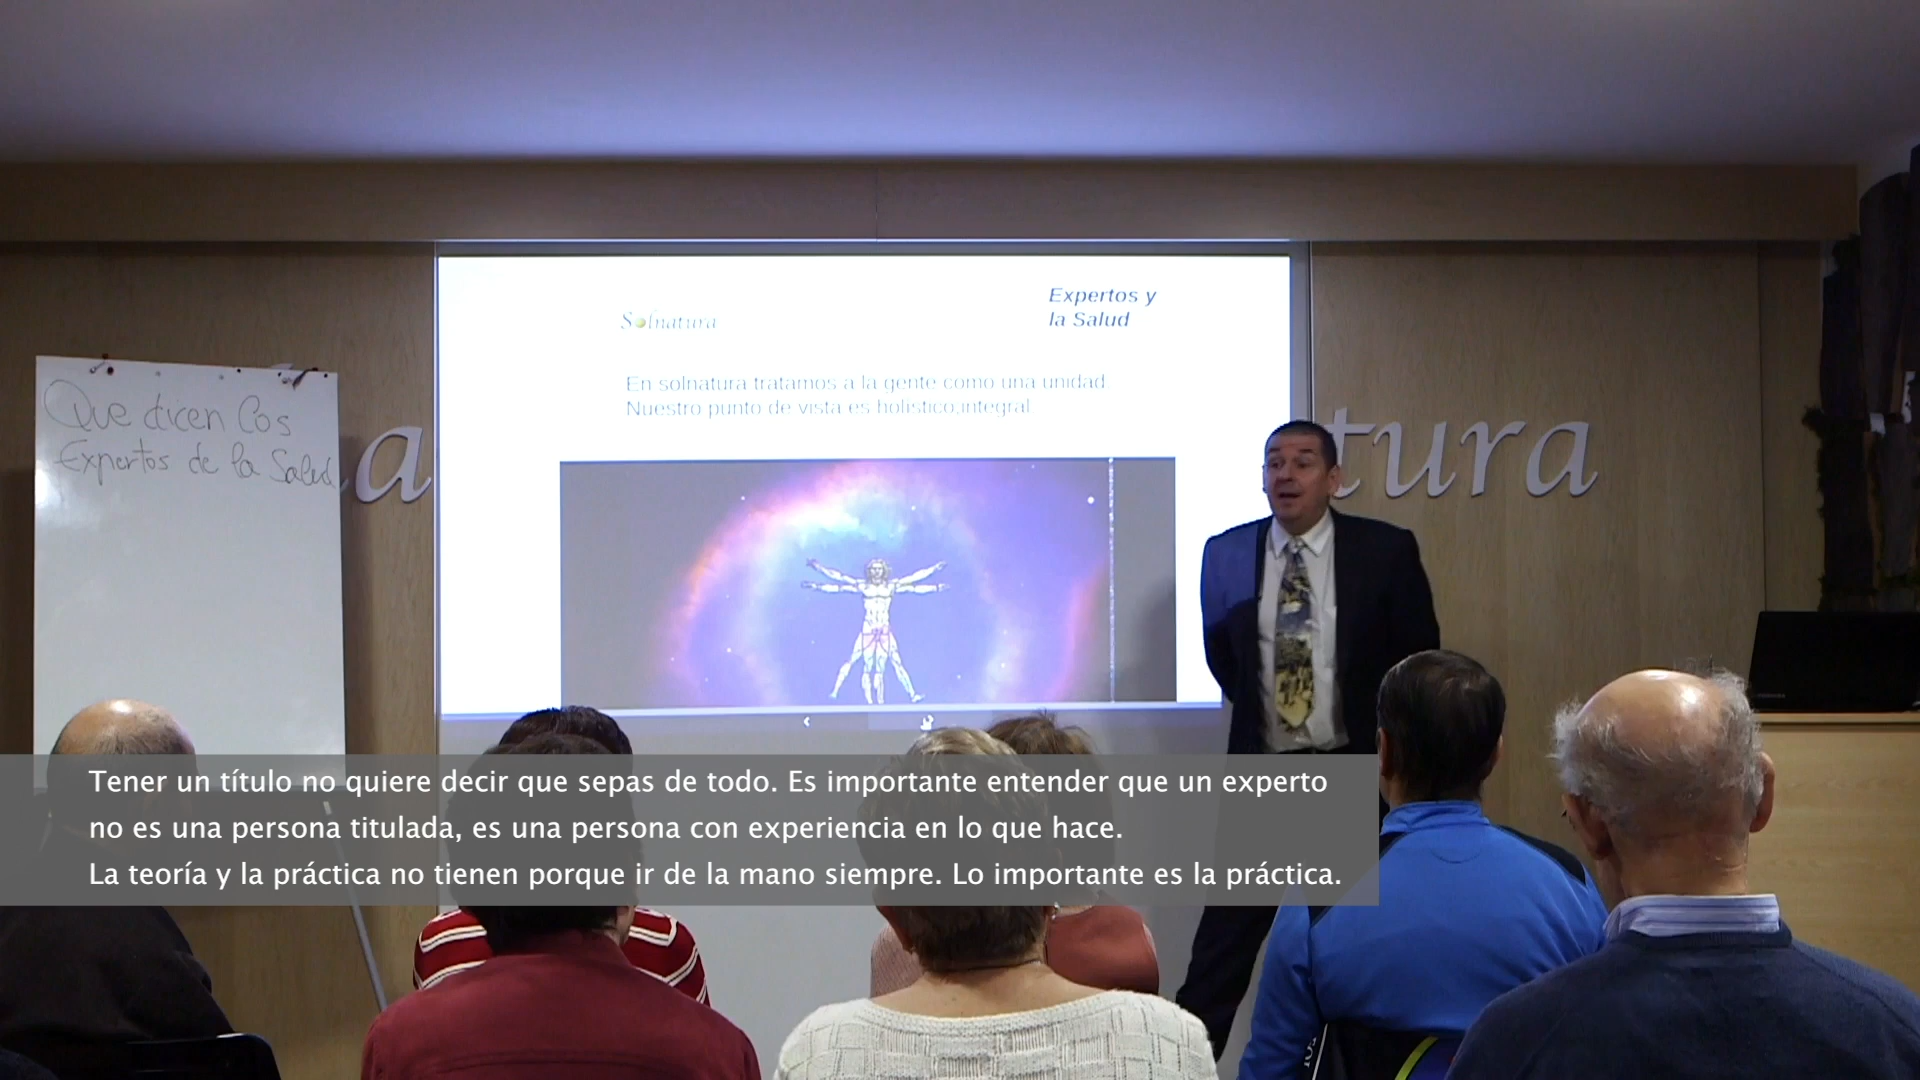 Solnatura
Expertos y
la Salud
En solnatura tratamos a la gente como una unidad.
Nuestro punto de vista es holístico,integral
Que dicen los
Expertos de la Salud
a
tura
Tener un título no quiere decir que sepas de todo. Es importante entender que un experto
no es una persona titulada, es una persona con experiencia en lo que hace.
La teoría y la práctica no tienen porque ir de la mano siempre. Lo importante es la práctica.